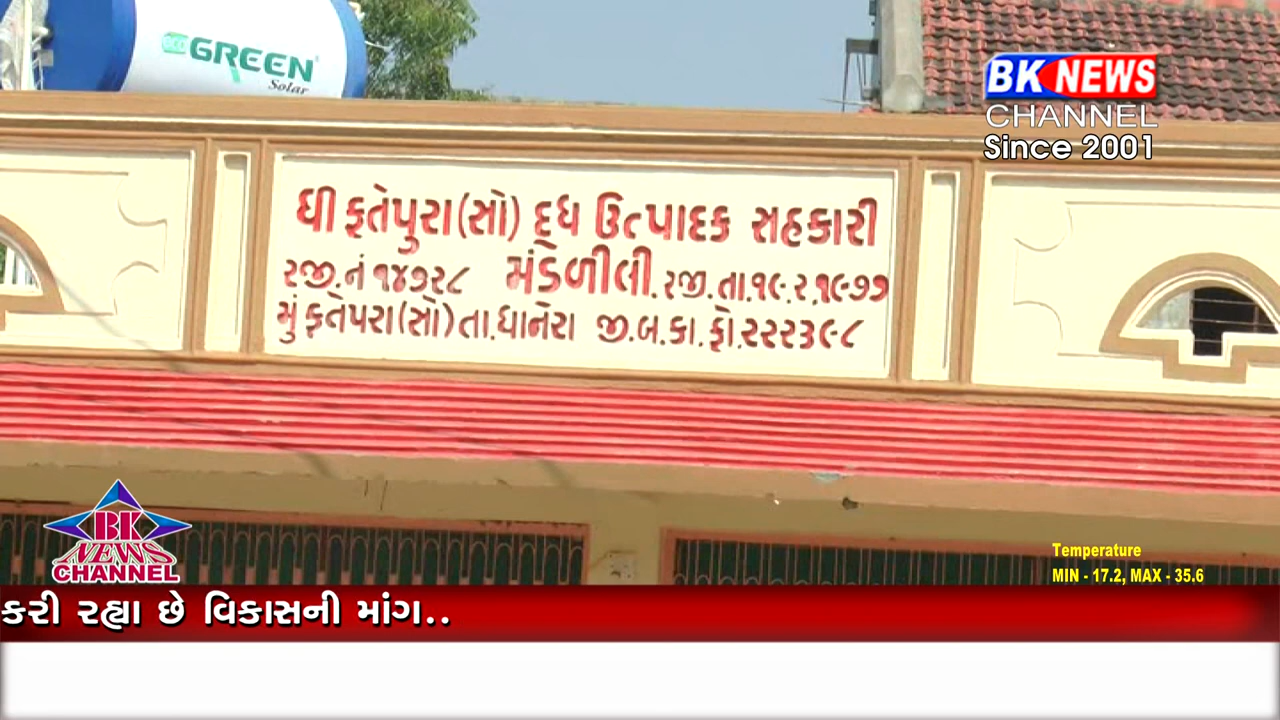 GREEN
Solar
BK NEWS
CHANNEL
Since 2001
ધી ફતેપુરા(સો) દૂધ ઉત્પાદક સહકારી
રજી.નં ૧૪૭૨૮ મંડળીલી. રજી.તા.૧૯.૨.૧૯૭૭
મું ફતેપરા(સો) તા.ધાનેરા જી.બ.કા. ફો.૨૨૨૩૯૮
BK
NEWS
CHANNEL
Temperature
MIN - 17.2, MAX - 35.6
કરી રહ્યા છે વિકાસની માંગ..